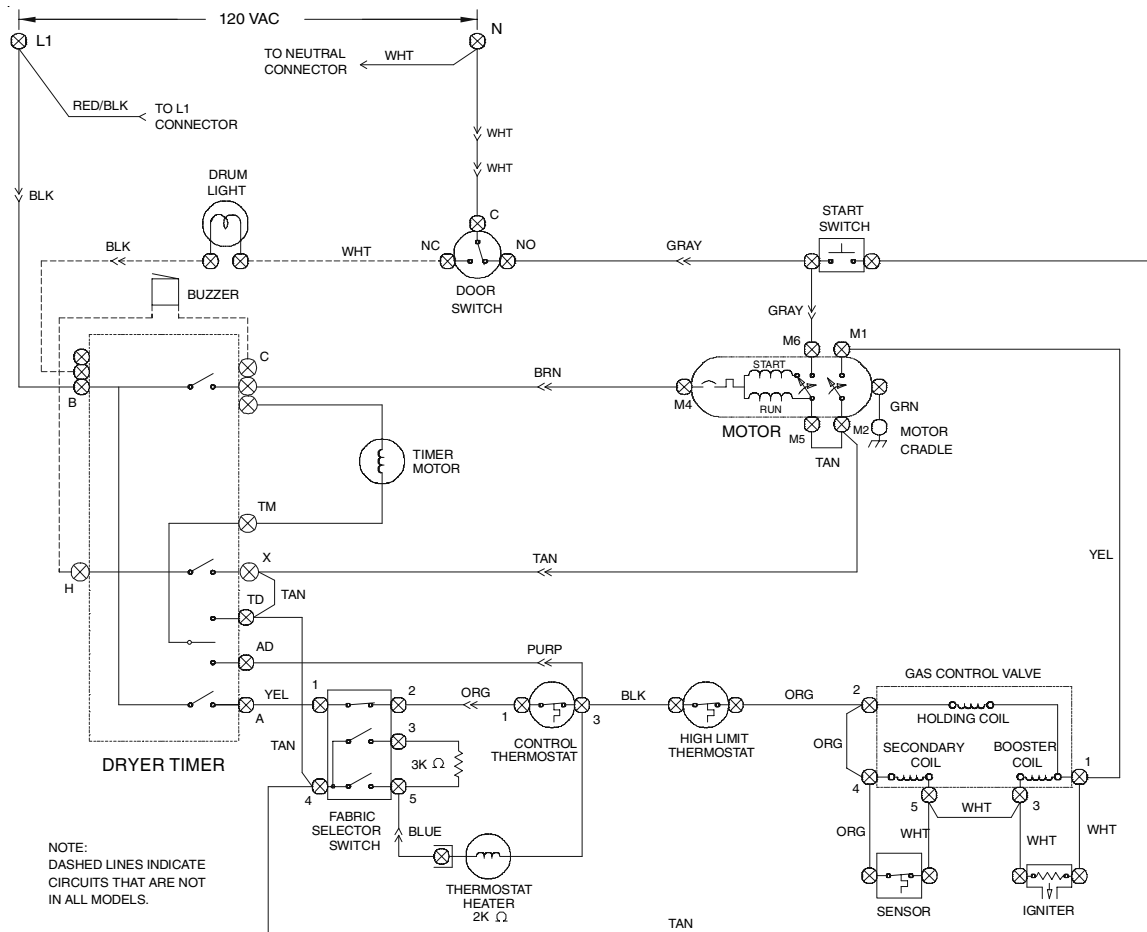 120 VAC
L1
N
TO NEUTRAL
CONNECTOR
WHT
RED/BLK
TO L1
CONNECTOR
WHT
WHT
BLK
DRUM
LIGHT
C
START
SWITCH
BLK
WHT
NC
NO
GRAY
BUZZER
DOOR
SWITCH
GRAY
M6
M1
C
START
BRN
B
M4
RUN
GRN
MOTOR
M5
M2
MOTOR
CRADLE
TAN
TIMER
MOTOR
TM
X
TAN
YEL
H
TAN
TD
AD
PURP
GAS CONTROL VALVE
YEL
1
2
ORG
BLK
ORG
2
A
1
3
HOLDING COIL
3
CONTROL
THERMOSTAT
HIGH LIMIT
THERMOSTAT
ORG
SECONDARY
COIL
BOOSTER
COIL
1
TAN
3K Ω
DRYER TIMER
4
5
4
5
WHT
3
FABRIC
SELECTOR
SWITCH
BLUE
ORG
WHT
WHT
WHT
NOTE:
DASHED LINES INDICATE
CIRCUITS THAT ARE NOT
IN ALL MODELS.
THERMOSTAT
HEATER
2K Ω
SENSOR
IGNITER
TAN